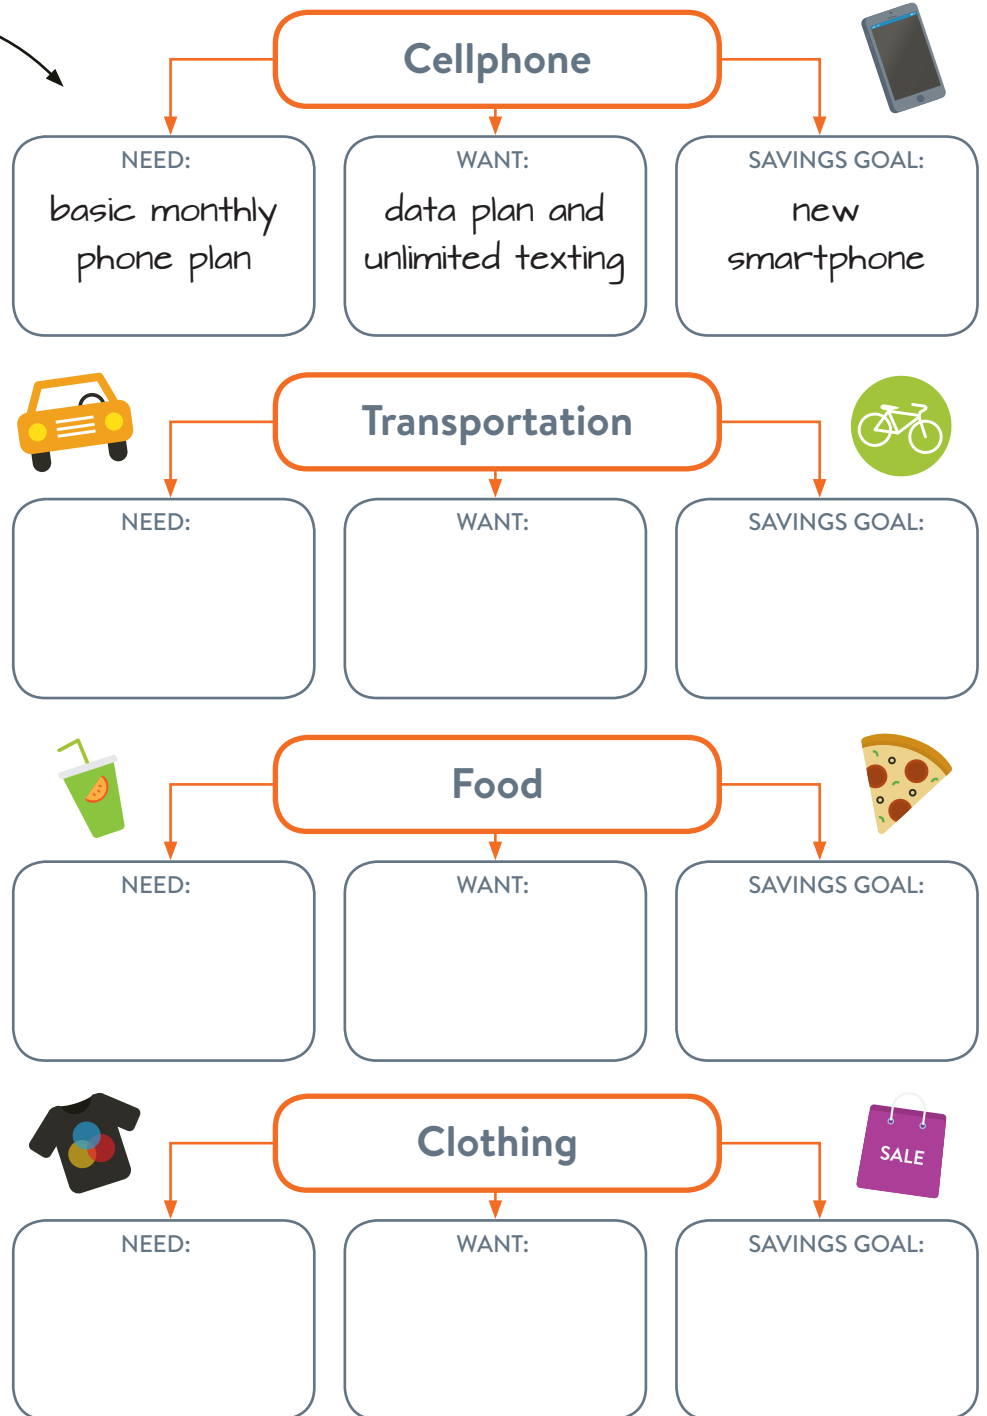 Cellphone
NEED:
basic monthly
phone plan
WANT:
data plan and
unlimited texting
SAVINGS GOAL:
new
smartphone
Transportation
NEED:
WANT:
SAVINGS GOAL:
Food
NEED:
WANT:
SAVINGS GOAL:
Clothing
SALE
NEED:
WANT:
SAVINGS GOAL: